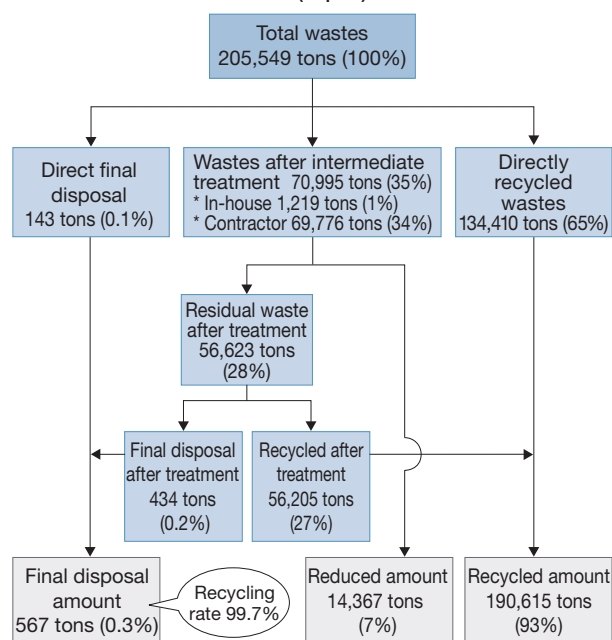 Total wastes
205,549 tons (100%)
Direct final
disposal
143 tons (0.1%)
Wastes after intermediate
treatment 70,995 tons (35%)
* In-house 1,219 tons (1%)
* Contractor 69,776 tons (34%)
Directly
recycled
wastes
134,410 tons (65%)
Residual waste
after treatment
56,623 tons
(28%)
Final disposal
after treatment
434 tons
(0.2%)
Recycled after
treatment
56,205 tons
(27%)
Final disposal
amount
567 tons (0.3%)
Recycling
rate 99.7%
Reduced amount
14,367 tons
(7%)
Recycled amount
190,615 tons
(93%)